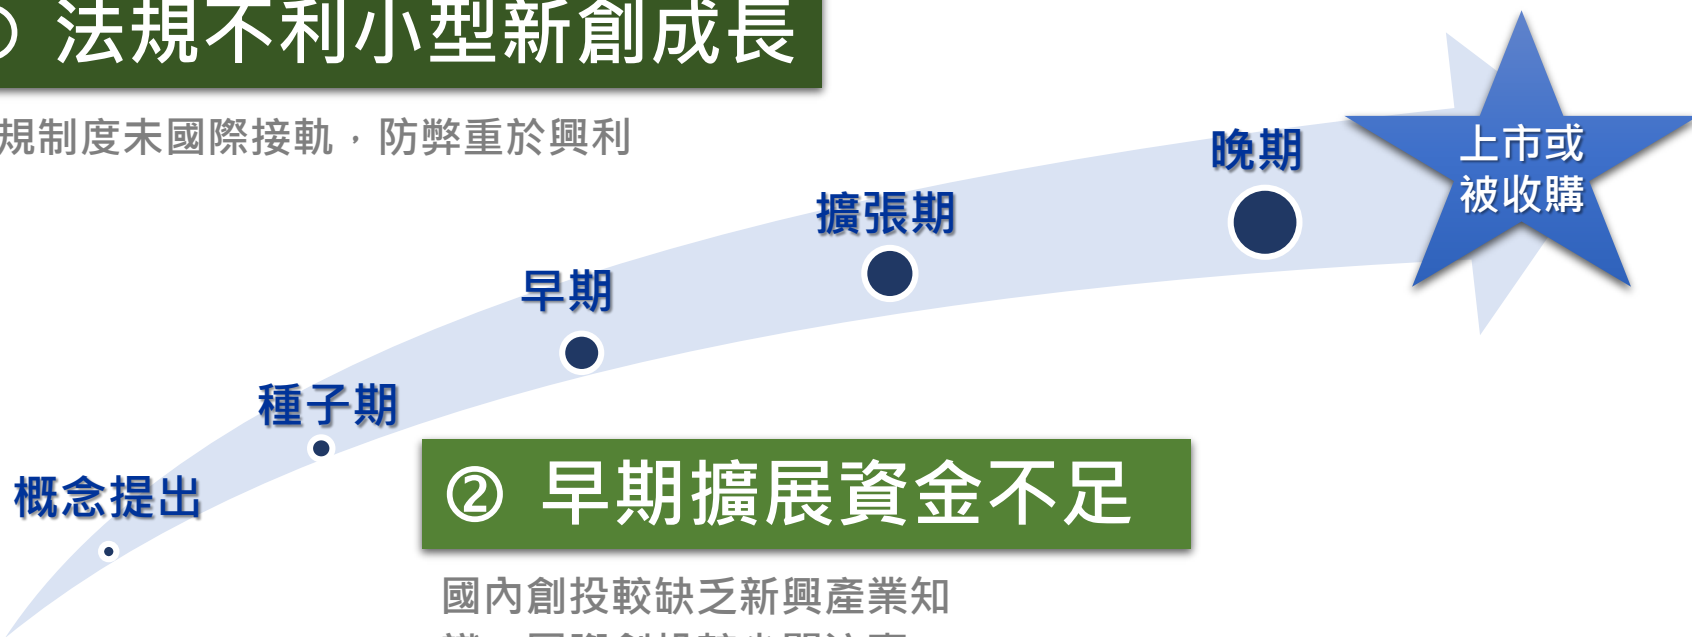 法規不利小型新創成長
規制度未國際接軌，防弊重於興利
上市或
被收購
晚期
擴張期
早期
種子期
概念提出
② 早期擴展資金不足
國內創投較缺乏新興產業知